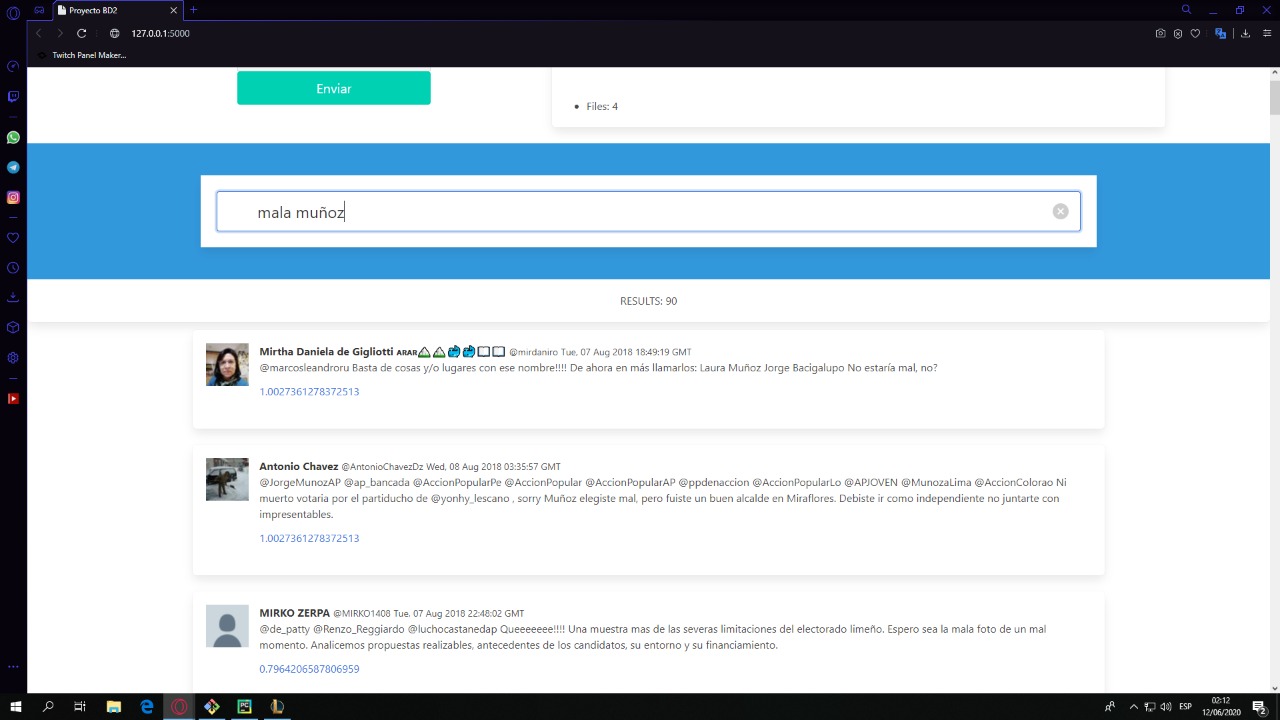 Proyecto BD2
127.0.0.1:5000
Twitch Panel Maker...
Enviar
Files: 4
mala muñoz
RESULTS: 90
Mirtha Daniela de Gigliotti ᴀʀᴀʀ @mirdaniro Tue, 07 Aug 2018 18:49:19 GMT
@marcosleandroru Basta de cosas y/o lugares con ese nombre!!!! De ahora en más llamarlos: Laura Muñoz Jorge Bacigalupo No estaría mal, no?
1.0027361278372513
Antonio Chavez @AntonioChavezDz Wed, 08 Aug 2018 03:35:57 GMT
@JorgeMunozAP @ap_bancada @AccionPopularPe @AccionPopular @AccionPopularAP @ppdenaccion @AccionPopularLo @APJOVEN @MunozaLima @AccionColorao Ni
muerto votaria por el partiducho de @yonhy_lescano , sorry Muñoz elegiste mal, pero fuiste un buen alcalde en Miraflores. Debiste ir como independiente no juntarte con
impresentables.
1.0027361278372513
MIRKO ZERPA @MIRKO1408 Tue, 07 Aug 2018 22:48:02 GMT
@de_patty @Renzo_Reggiardo @luchocastanedap Queeeeeee!!!! Una muestra mas de las severas limitaciones del electorado limeño. Espero sea la mala foto de un mal
momento. Analicemos propuestas realizables, antecedentes de los candidatos, su entorno y su financiamiento.
0.7964206587806959
ESP
02:12
12/06/2020
2